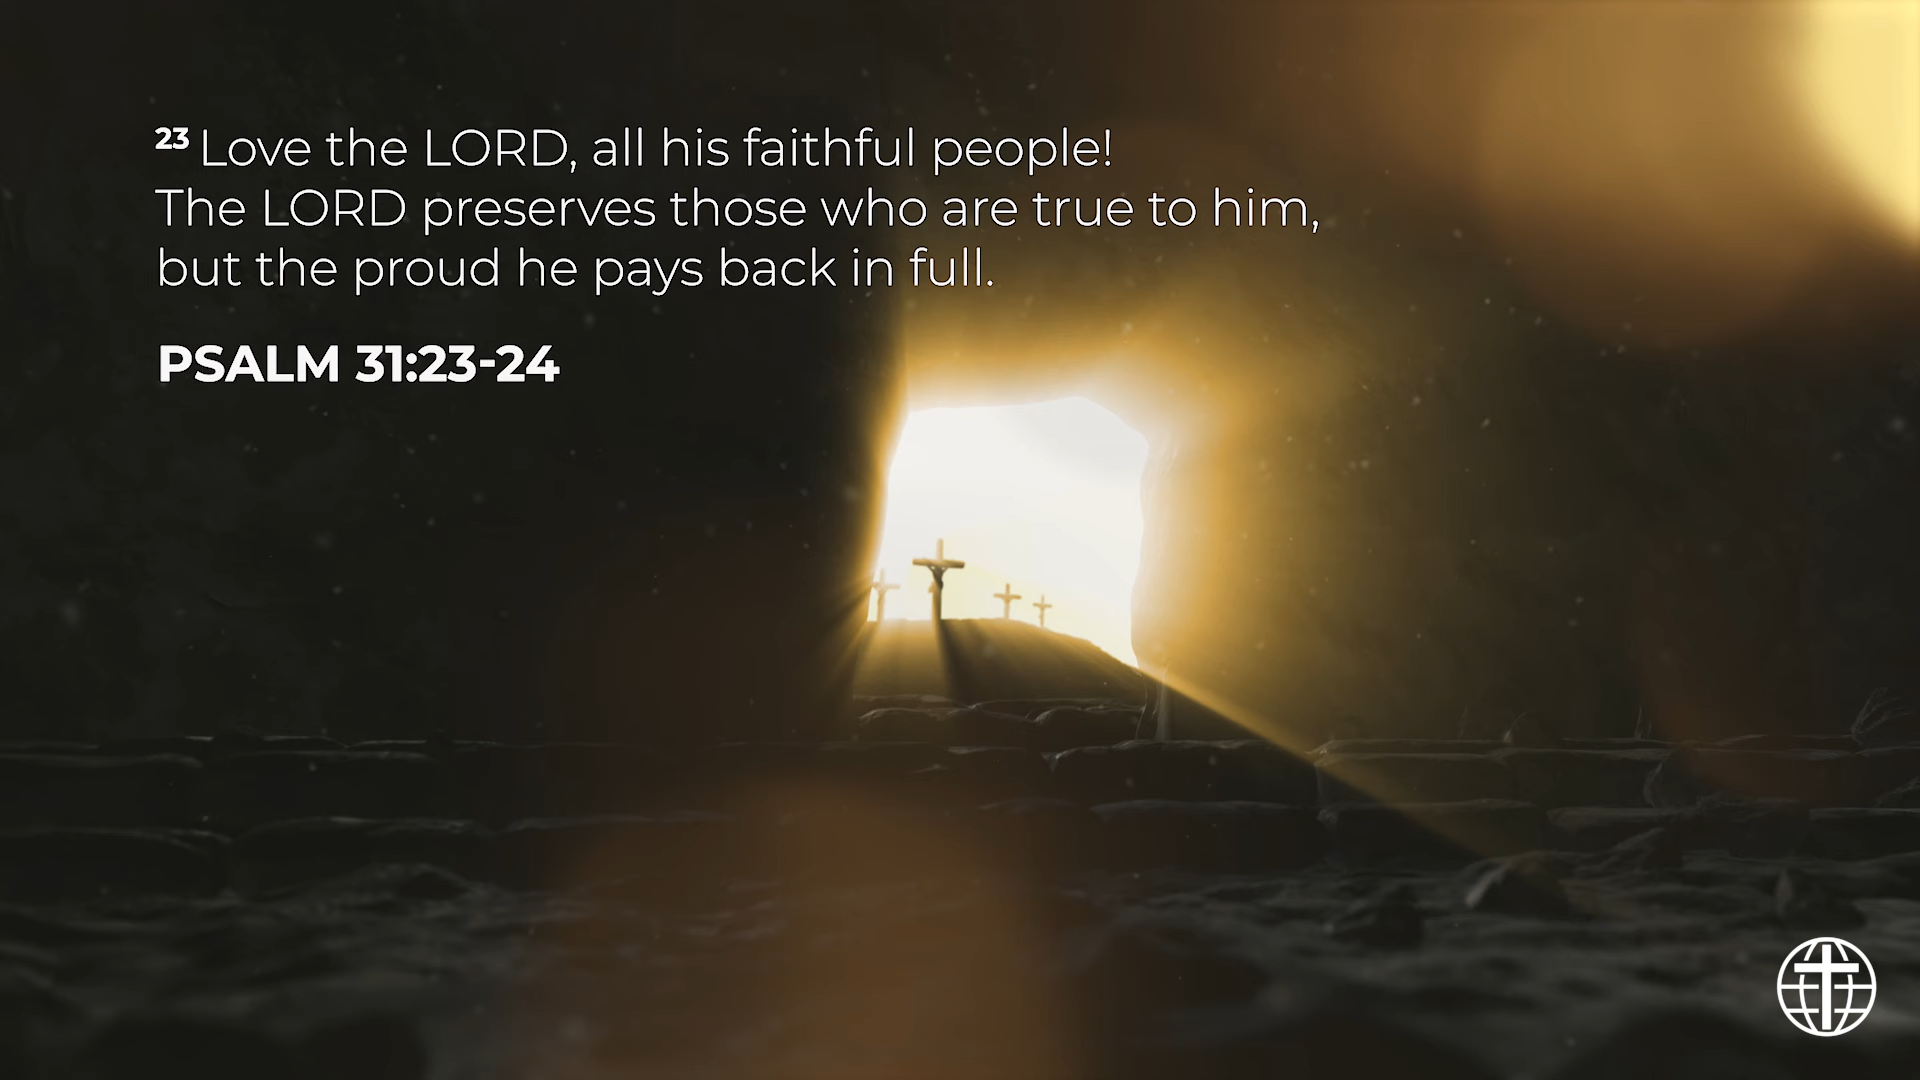 23 Love the LORD, all his faithful people!
The LORD preserves those who are true to him,
but the proud he pays back in full.
PSALM 31:23-24